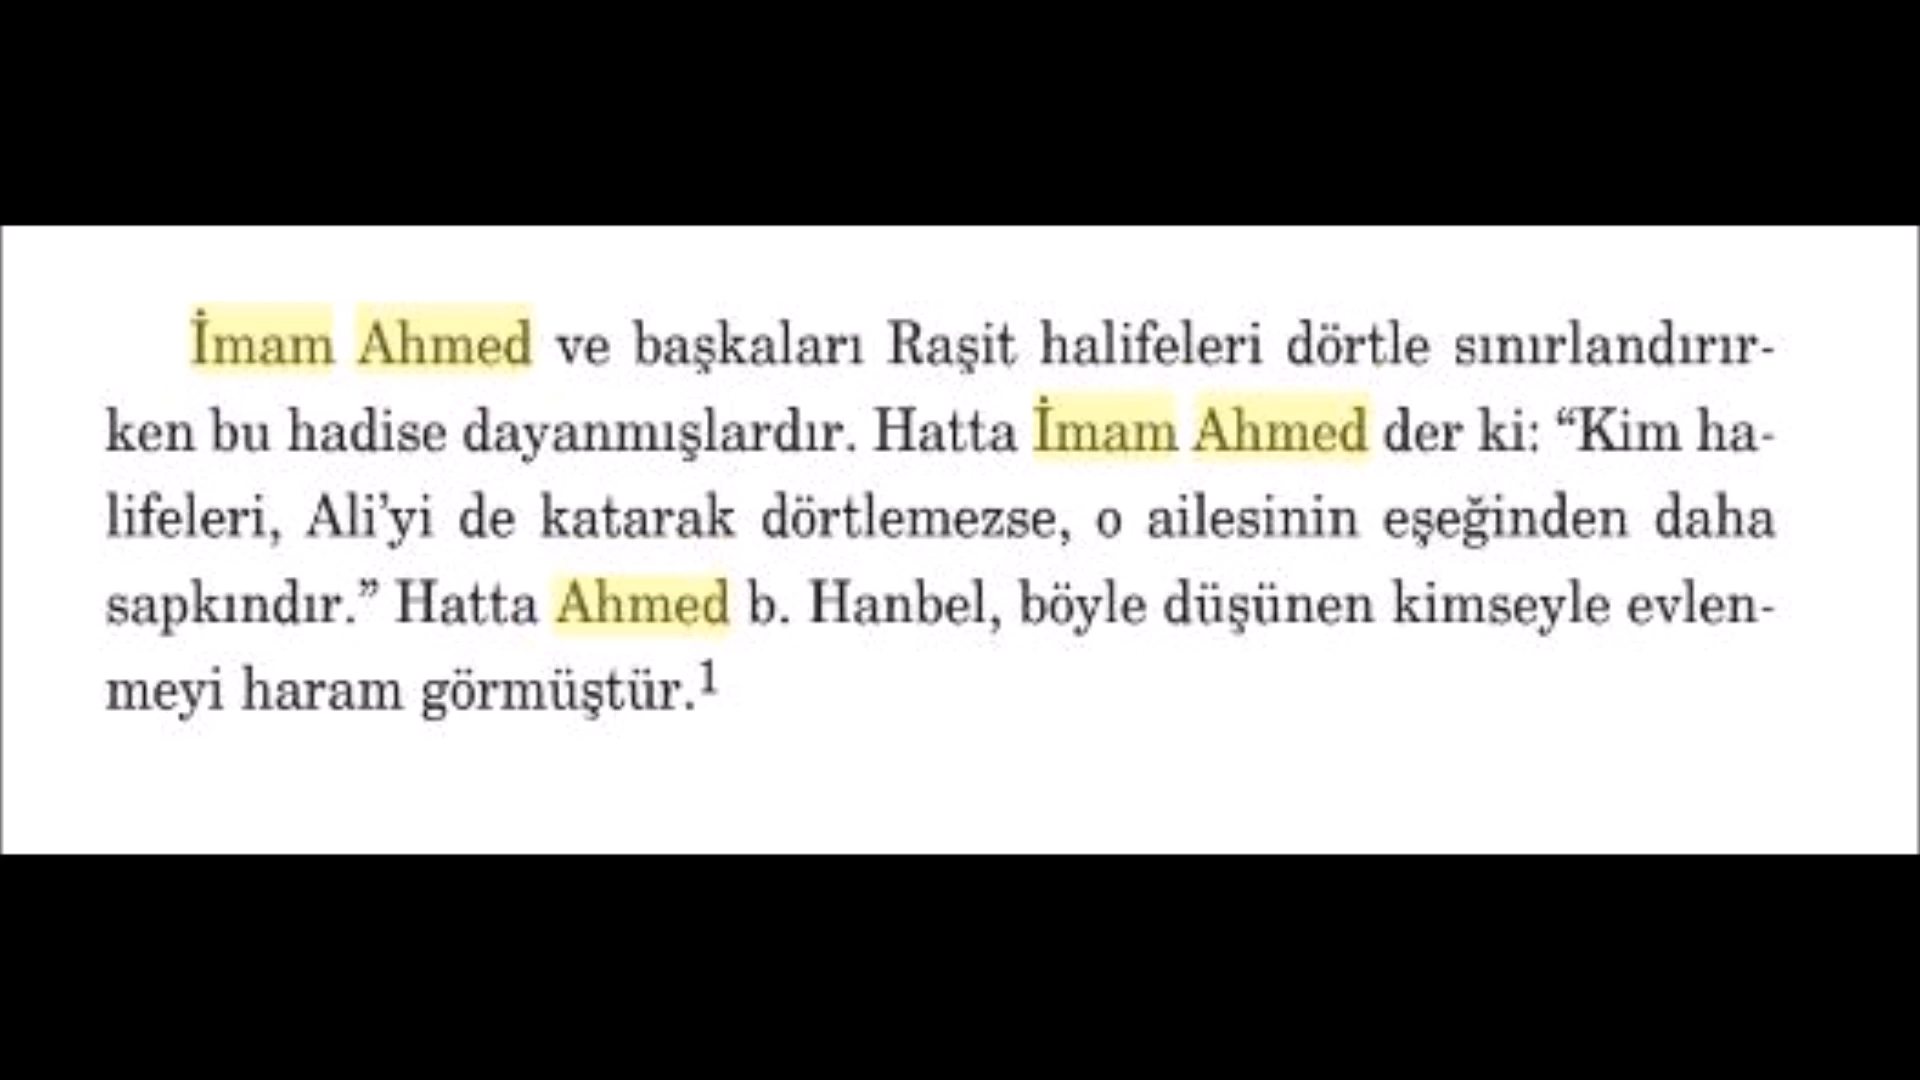 İmam Ahmed ve başkaları Raşit halifeleri dörtle sınırlandırır-
ken bu hadise dayanmışlardır. Hatta İmam Ahmed der ki: “Kim ha-
lifeleri, Ali’yi de katarak dörtlemezse, o ailesinin eşeğinden daha
sapkındır.” Hatta Ahmed b. Hanbel, böyle düşünen kimseyle evlen-
meyi haram görmüştür.1